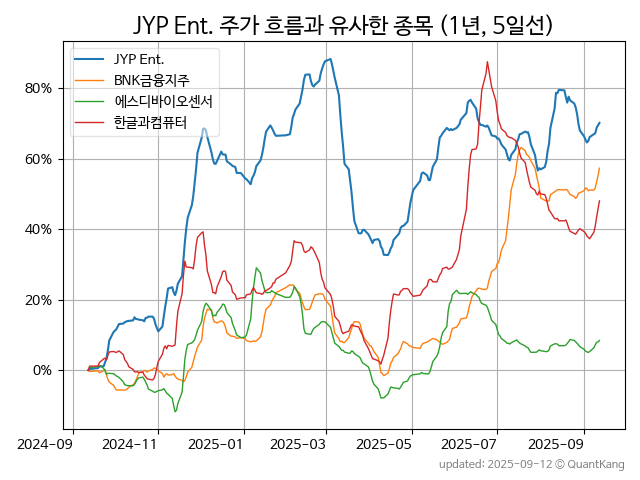 JYP Ent. 주가 흐름과 유사한 종목 (1년, 5일선)
JYP Ent.
BNK금융지주
에스디바이오센서
한글과컴퓨터
80%
60%
40%
20%
0%
2024-09 2024-11 2025-01 2025-03 2025-05 2025-07 2025-09
updated: 2025-09-12 © QuantKang